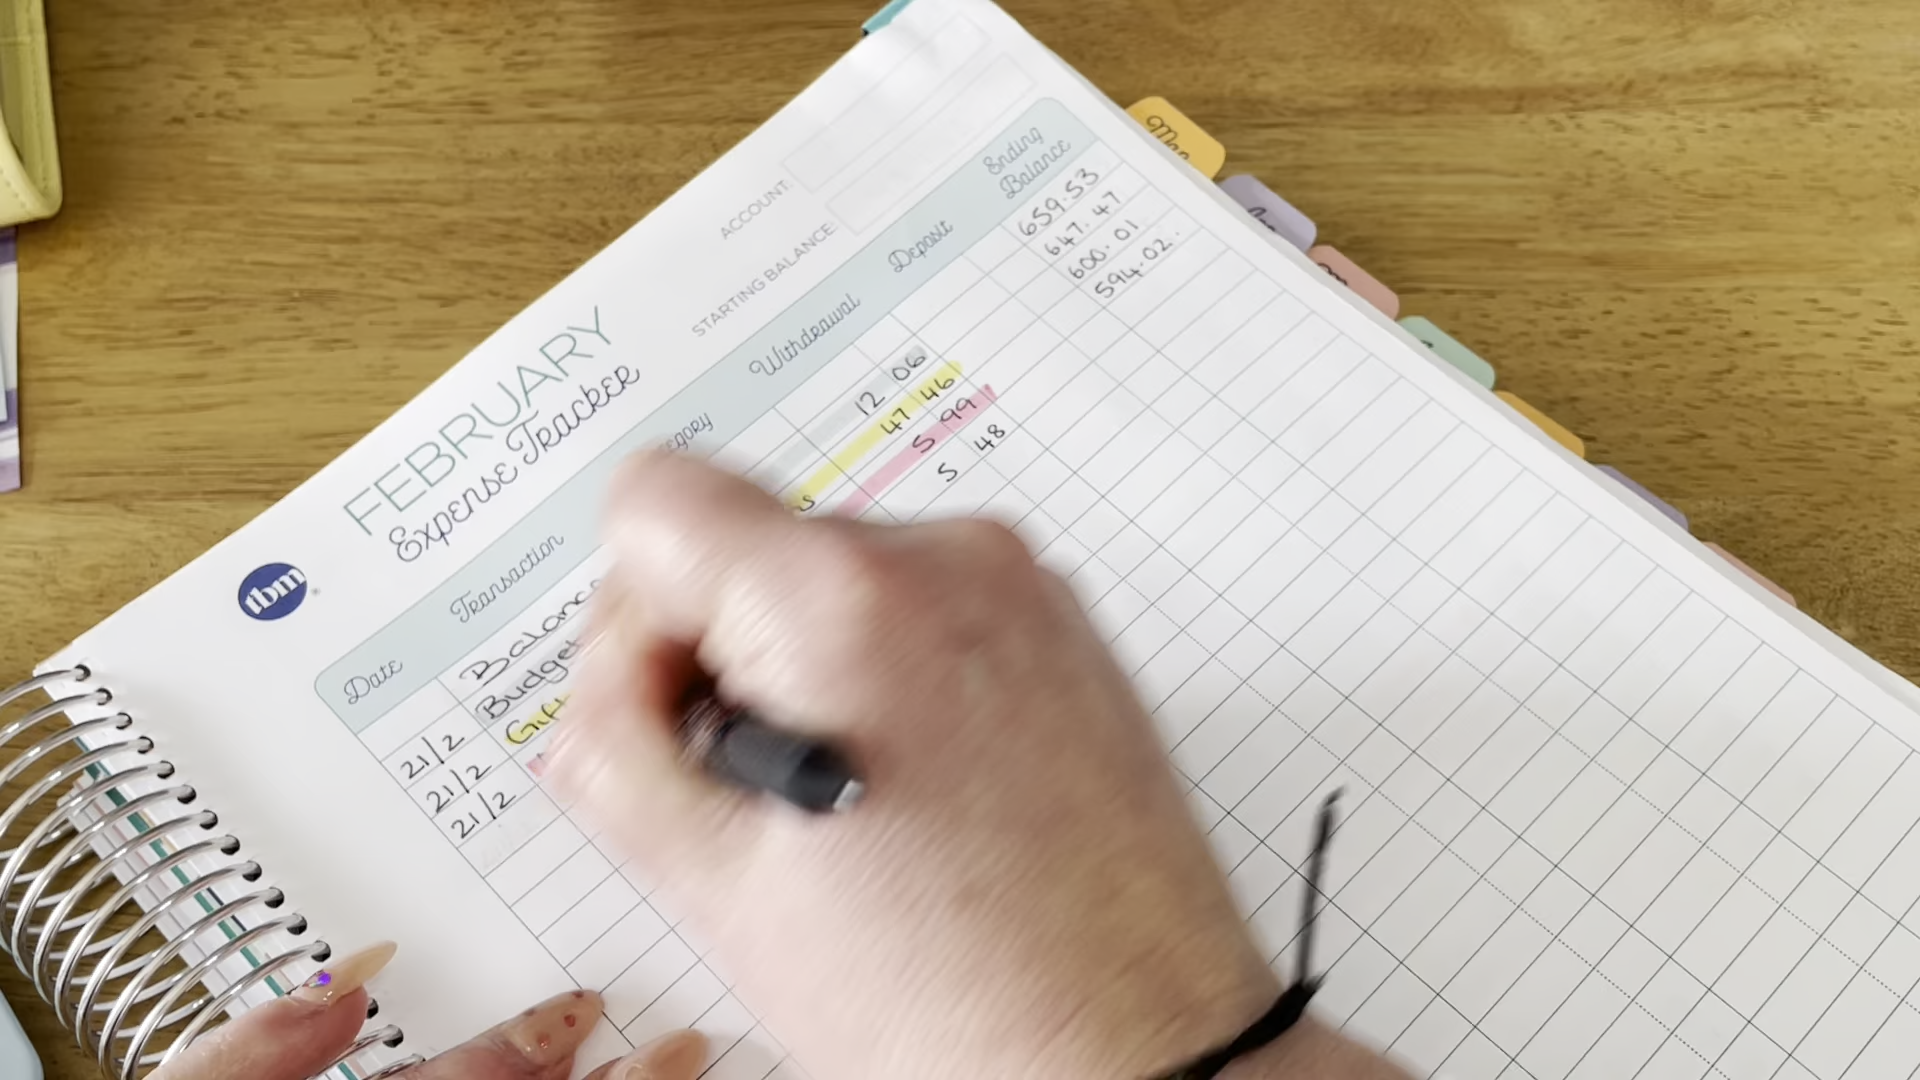 FEBRUARY
Expense Tracker
tbm
ACCOUNT:
STARTING BALANCE:
Date Transaction Withdrawal Deposit Ending Balance
Balance 659.53
21/2 Budget 12 06 647.47
21/2 Gift 47 46 600.01
21/2 5 99 594.02.
5 48